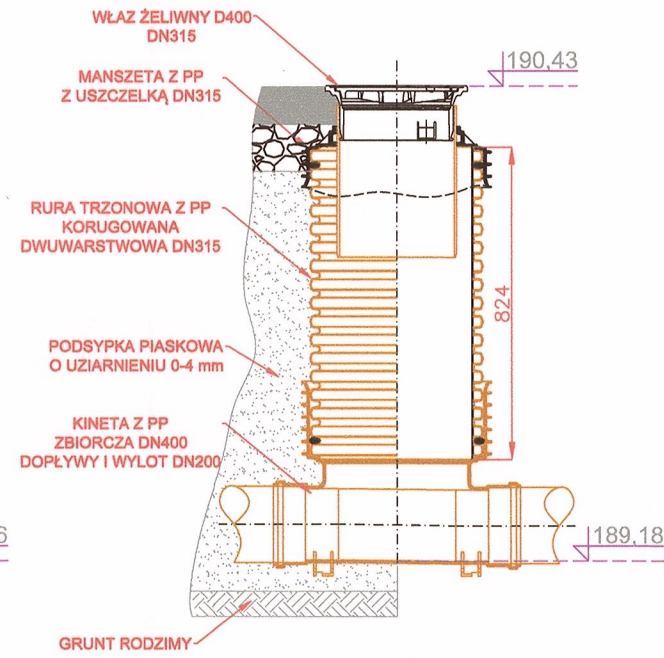 WŁAZ ŻELIWNY D400
DN315
190,43
MANSZETA Z PP
Z USZCZELKĄ DN315
RURA TRZONOWA Z PP
KORUGOWANA
DWUWARSTWOWA DN315
824
PODSYPKA PIASKOWA
O UZIARNIENIU 0-4 mm
KINETA Z PP
ZBIORCZA DN400
DOPŁYWY I WYLOT DN200
6
189,18
GRUNT RODZIMY